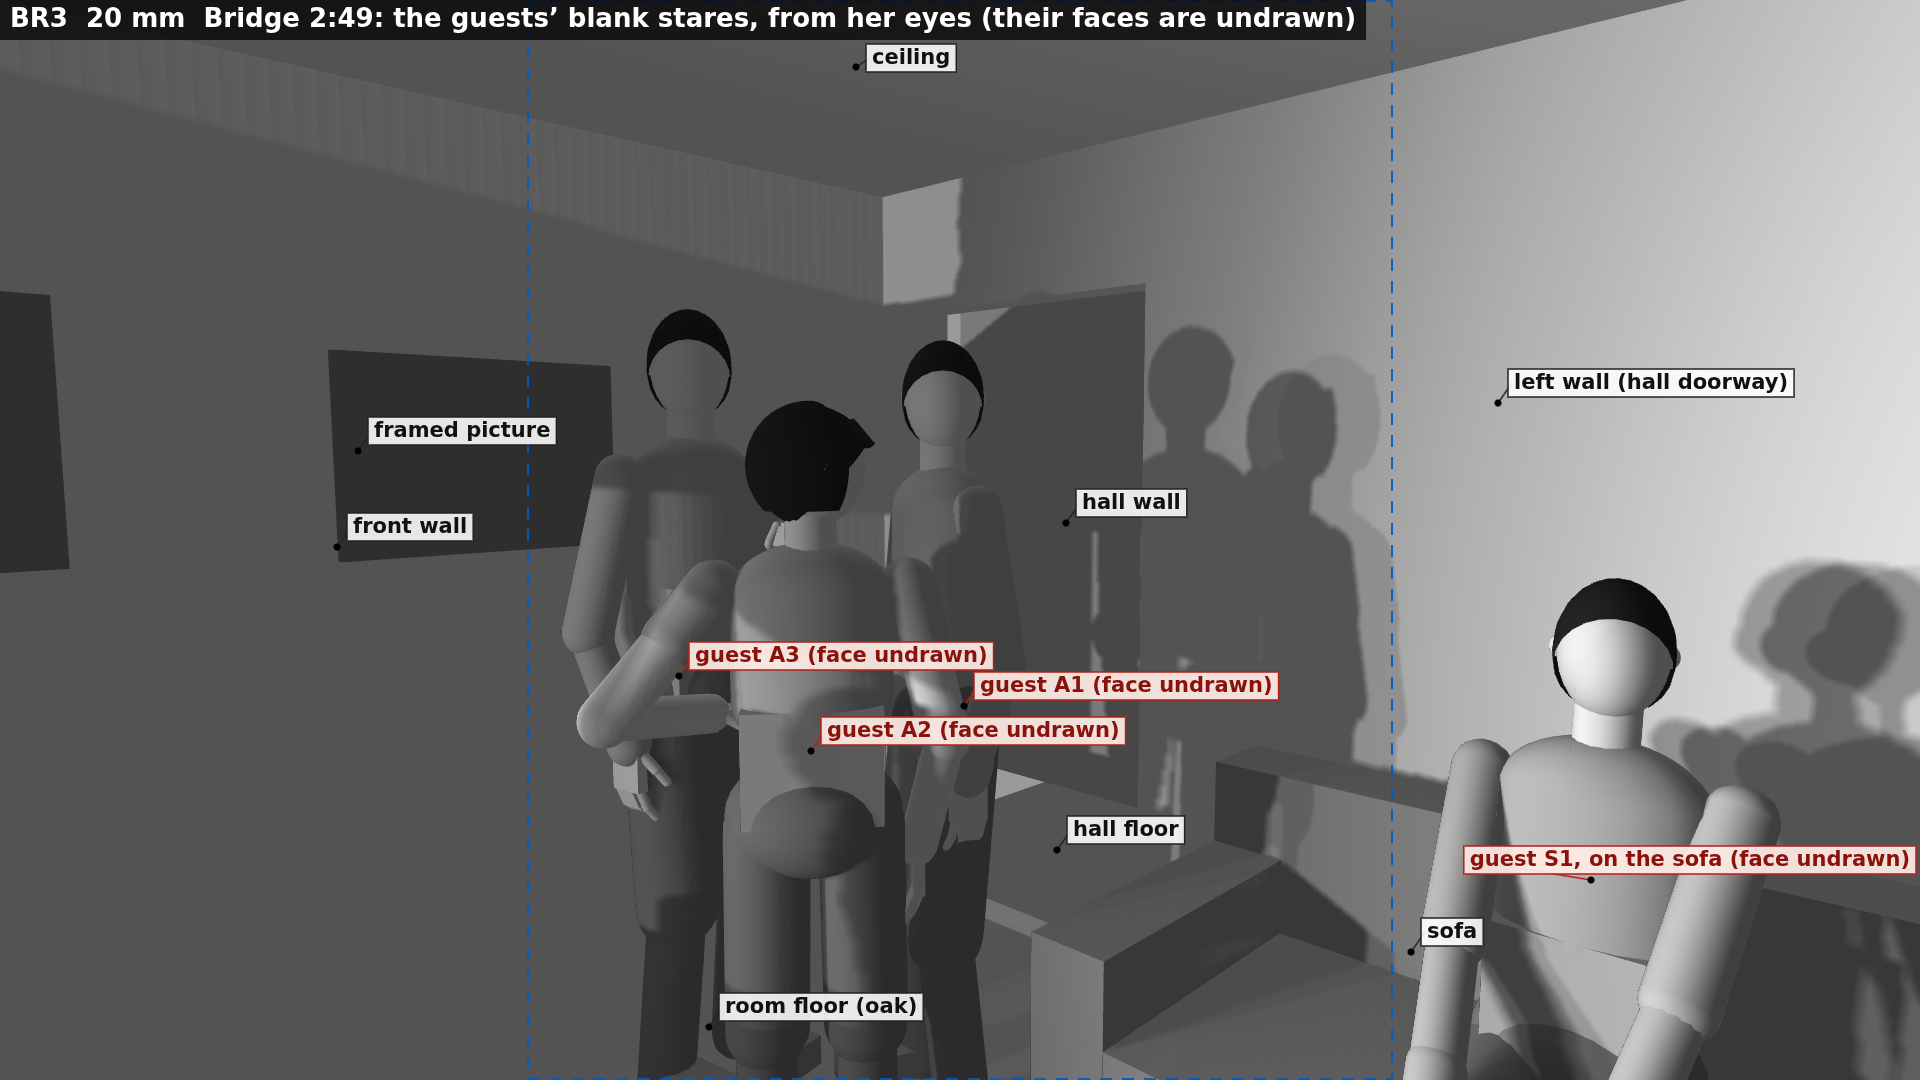 BR3  20 mm  Bridge 2:49: the guests’ blank stares, from her eyes (their faces are undrawn)
ceiling
left wall (hall doorway)
framed picture
hall wall
front wall
guest A3 (face undrawn)
guest A1 (face undrawn)
guest A2 (face undrawn)
hall floor
guest S1, on the sofa (face undrawn)
sofa
room floor (oak)